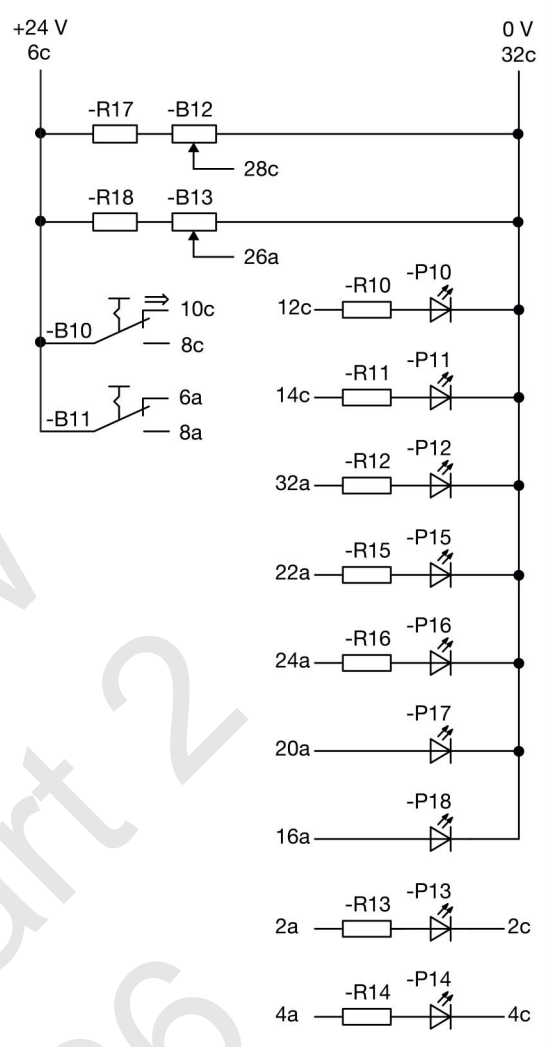 +24 V 0 V
6c 32c
-R17 -B12
28c
-R18 -B13
26a
-R10 -P10
12c
10c
-B10
8c
-R11 -P11
14c
6a
-B11
8a
-R12 -P12
32a
-R15 -P15
22a
-R16 -P16
24a
-P17
20a
-P18
16a
-R13 -P13
2a 2c
-R14 -P14
4a 4c